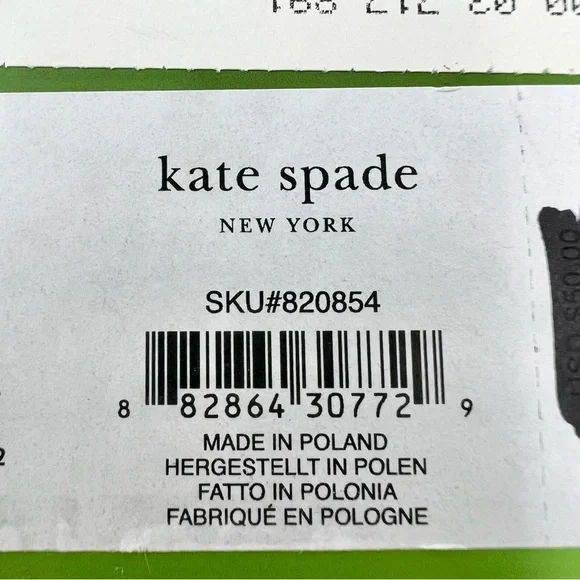 kate spade
NEW YORK
SKU#820854
8 82864 30772 9
MADE IN POLAND
HERGESTELLT IN POLEN
FATTO IN POLONIA
FABRIQUÉ EN POLOGNE